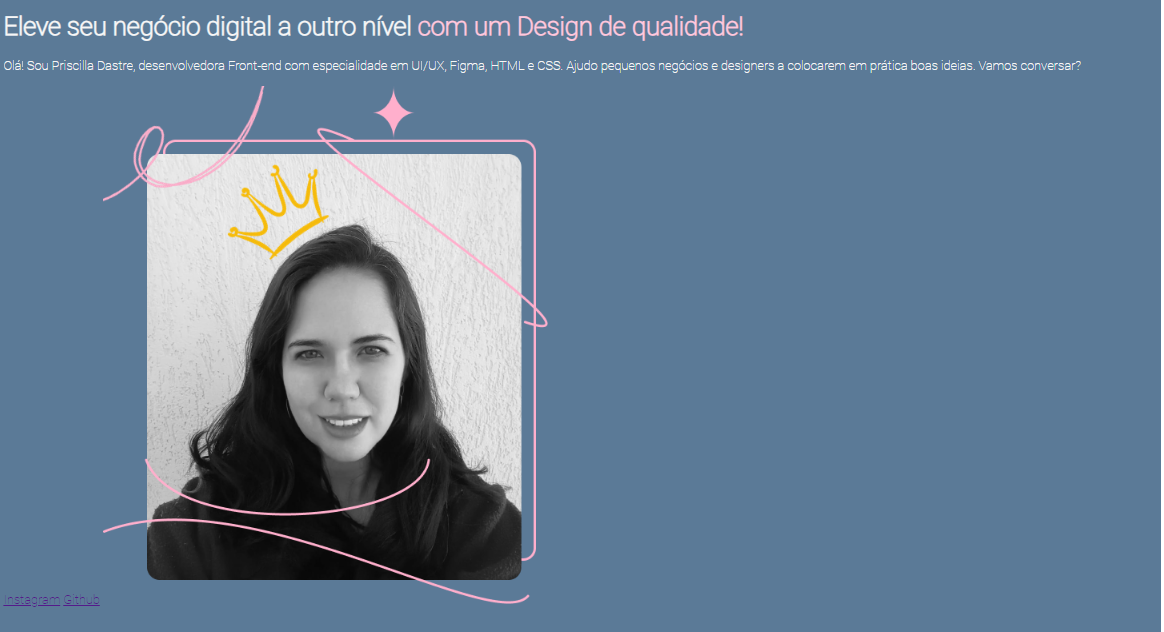 Eleve seu negócio digital a outro nível com um Design de qualidade!
Olá! Sou Priscilla Dastre, desenvolvedora Front-end com especialidade em UI/UX, Figma, HTML e CSS. Ajudo pequenos negócios e designers a colocarem em prática boas ideias. Vamos conversar?
Instagram Github